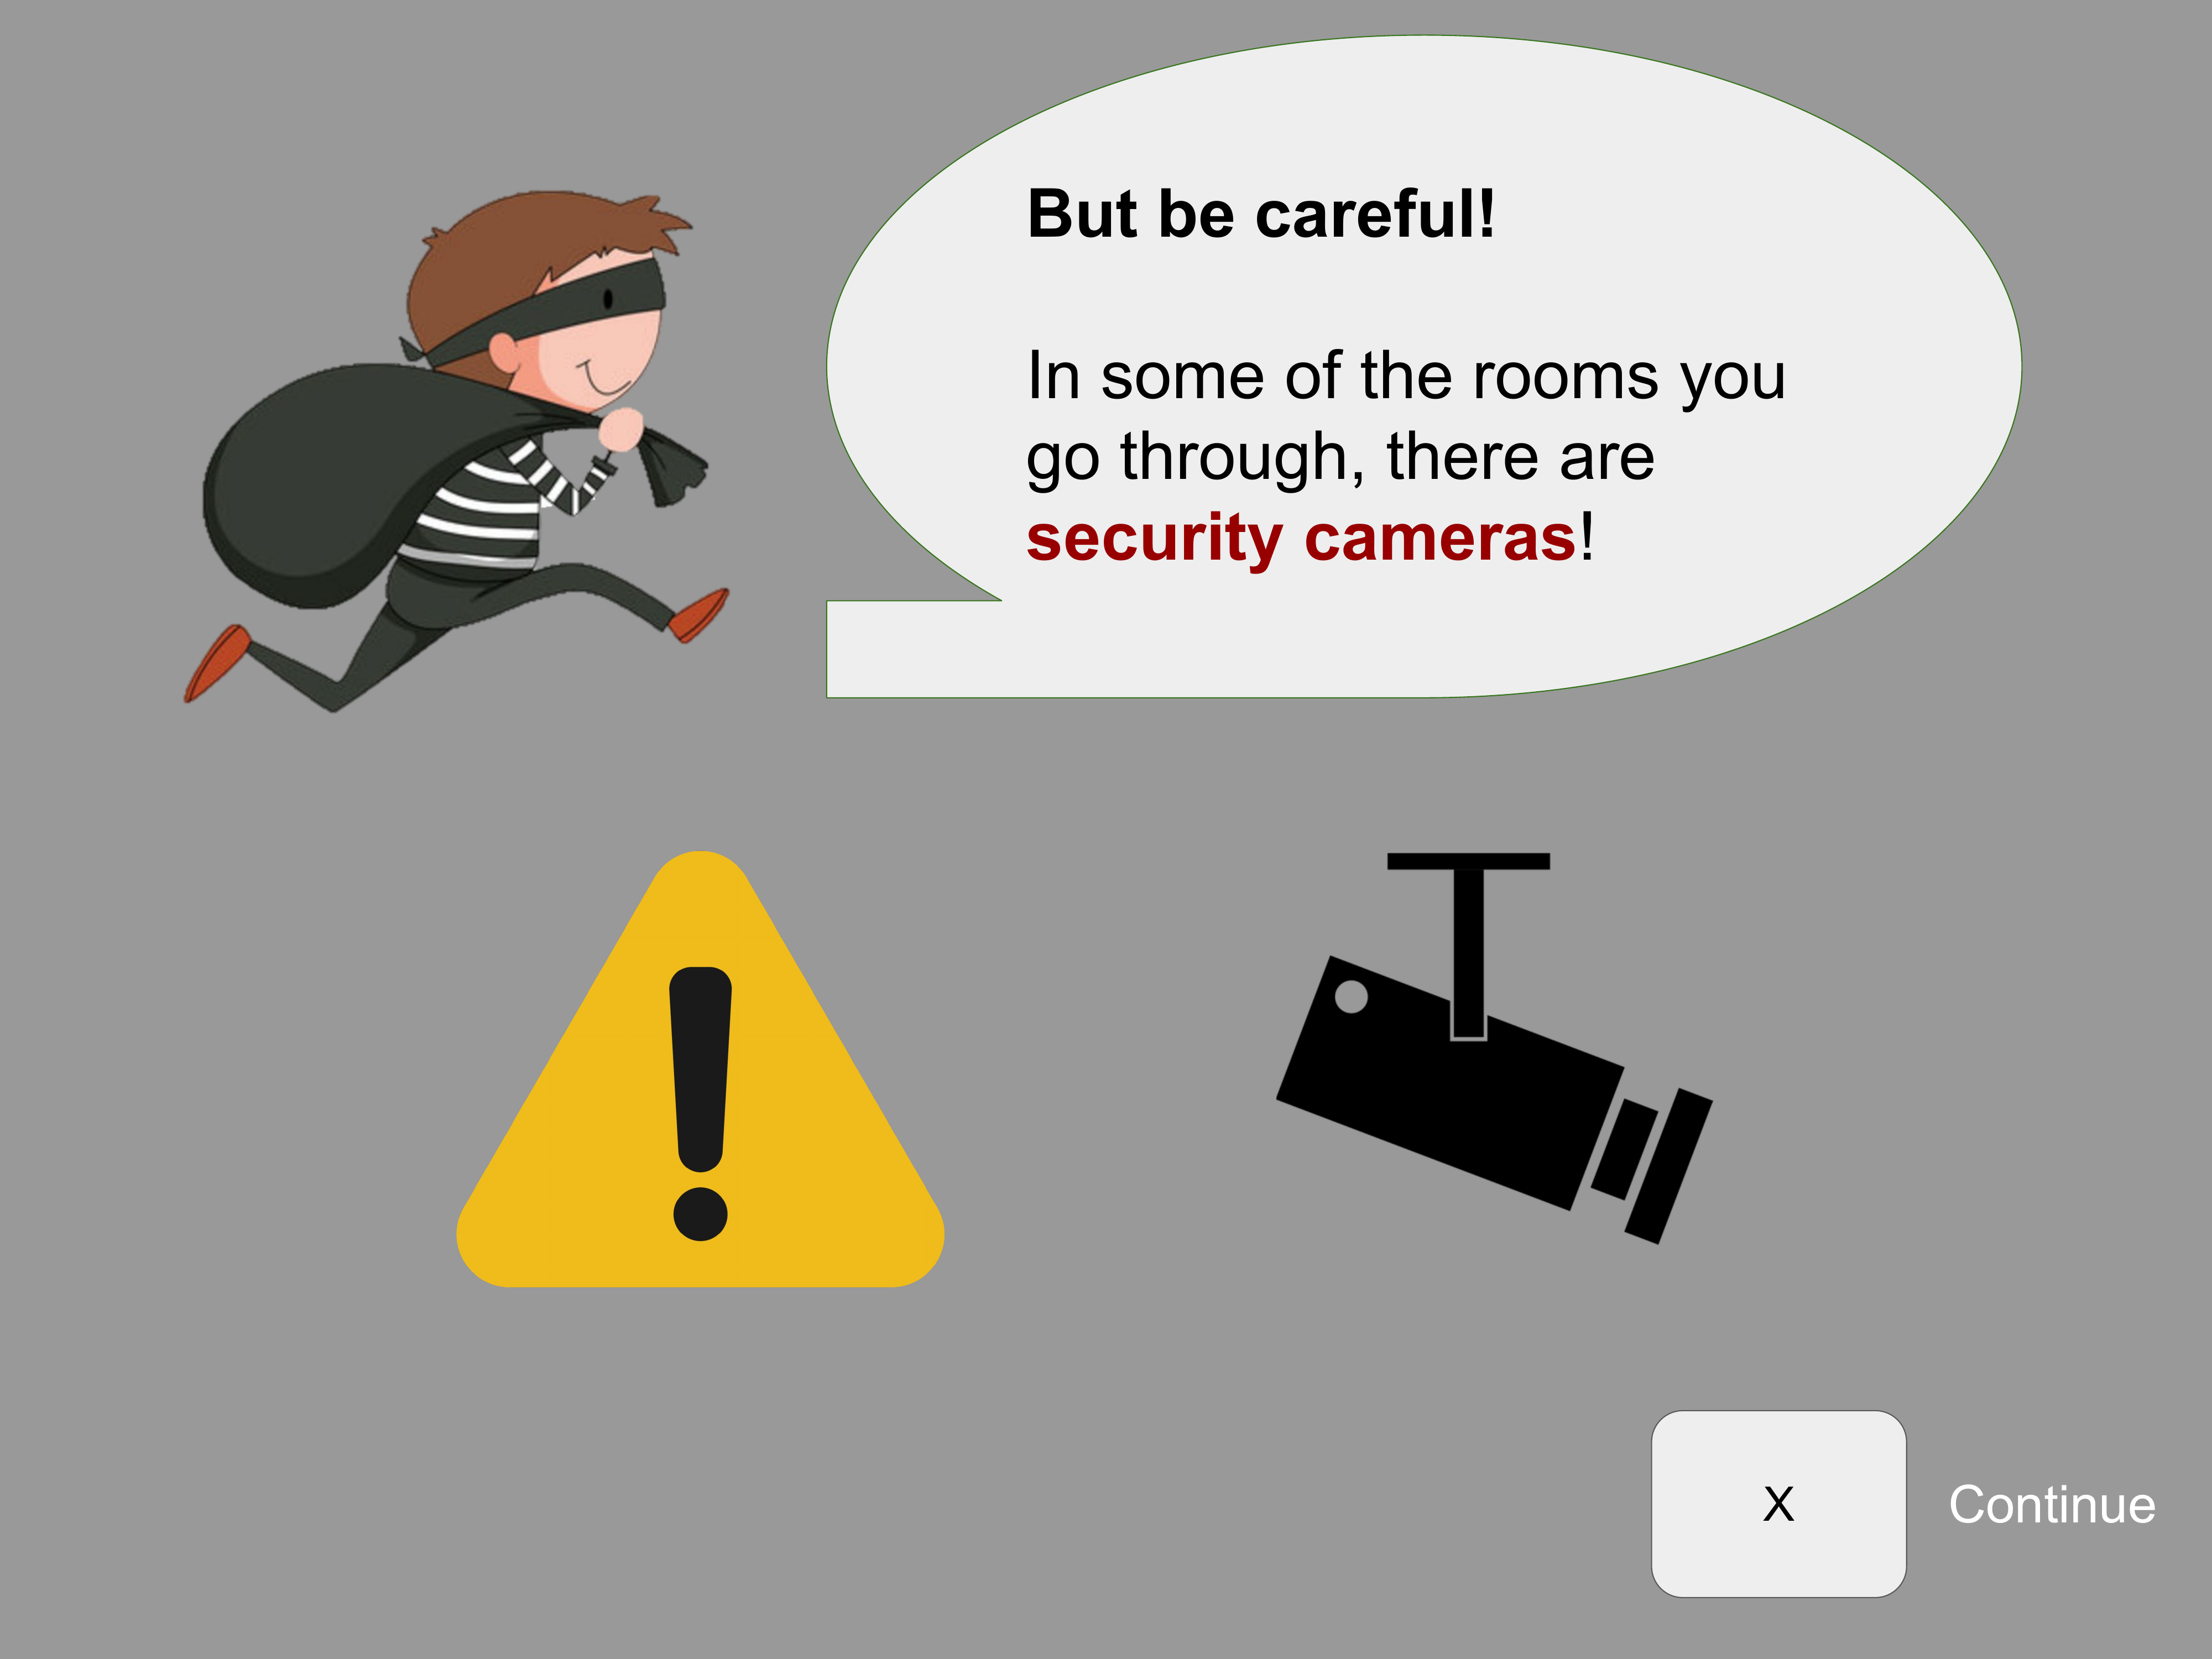 But be careful!
In some of the rooms you
go through, there are
security cameras!
X
Continue